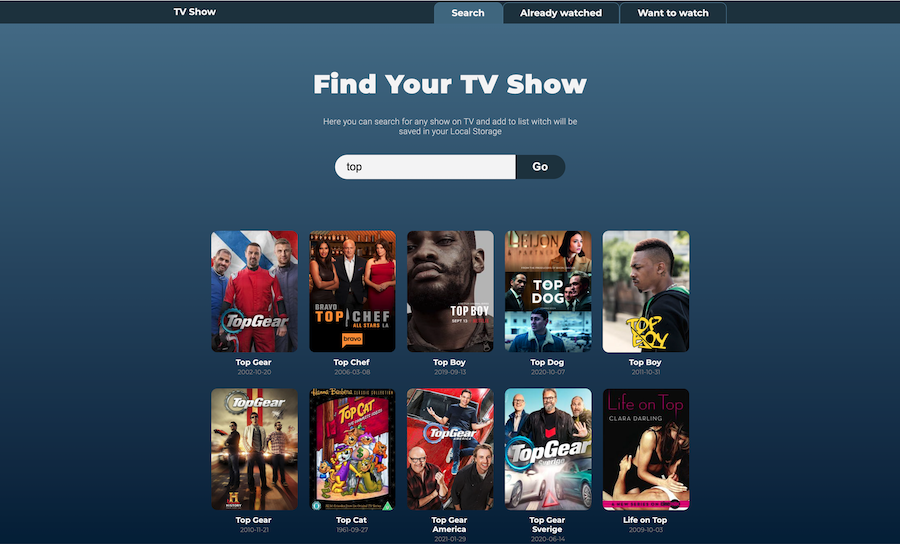 TV Show
Search
Already watched
Want to watch
Find Your TV Show
Here you can search for any show on TV and add to list witch will be
saved in your Local Storage
top
Go
TopGear
BRAVO
TOP CHEF
ALL STARS LA
bravo
TOP BOY
SEPT 13
BEIJON
& PARTNERS
TOP
DOG
TOP
BOY
Top Gear
2002-10-20
Top Chef
2006-03-08
Top Boy
2019-09-13
Top Dog
2020-10-07
Top Boy
2011-10-31
TopGear
HISTORY
Hanna Barbera CLASSIC COLLECTION
TOP CAT
THE COMPLETE SERIES
TopGear
AMERICA
TopGear
Sverige
Life on Top
CLARA DARLING
Top Gear
2010-11-21
Top Cat
1961-09-27
Top Gear
America
2021-01-29
Top Gear
Sverige
2020-06-14
Life on Top
2009-10-03